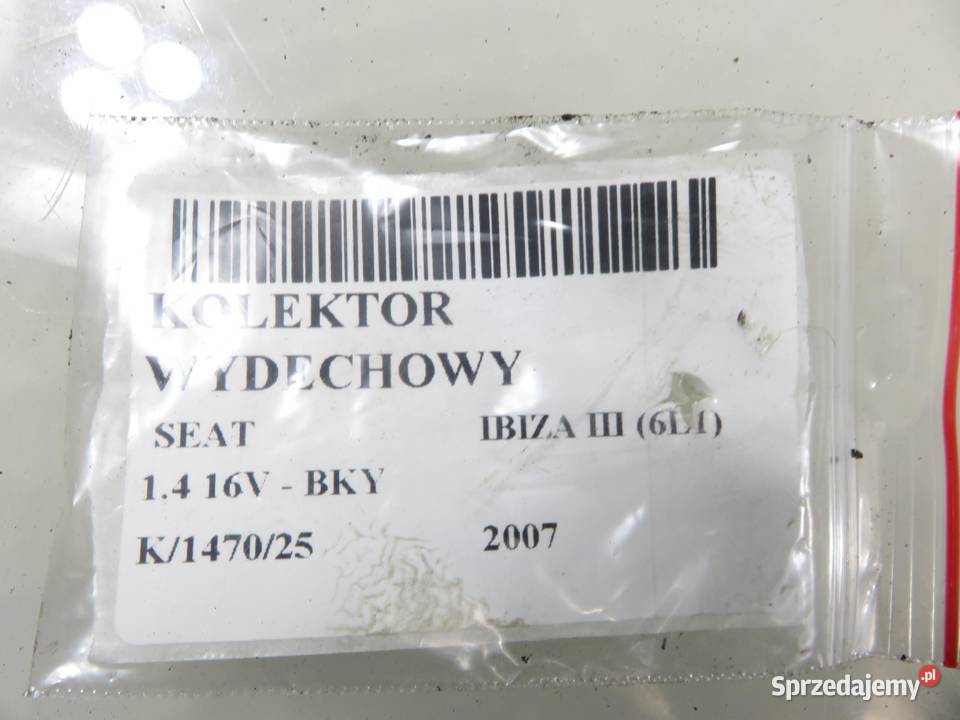 KOLEKTOR
WYDECHOWY
SEAT IBIZA III (6L1)
1.4 16V - BKY
K/1470/25 2007
Sprzedajemy.pl